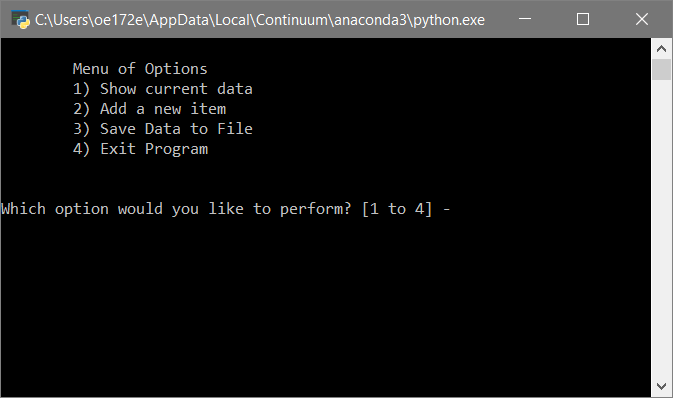 C:\Users\oe172e\AppData\Local\Continuum\anaconda3\python.exe
Menu of Options
1) Show current data
2) Add a new item
3) Save Data to File
4) Exit Program
Which option would you like to perform? [1 to 4] -